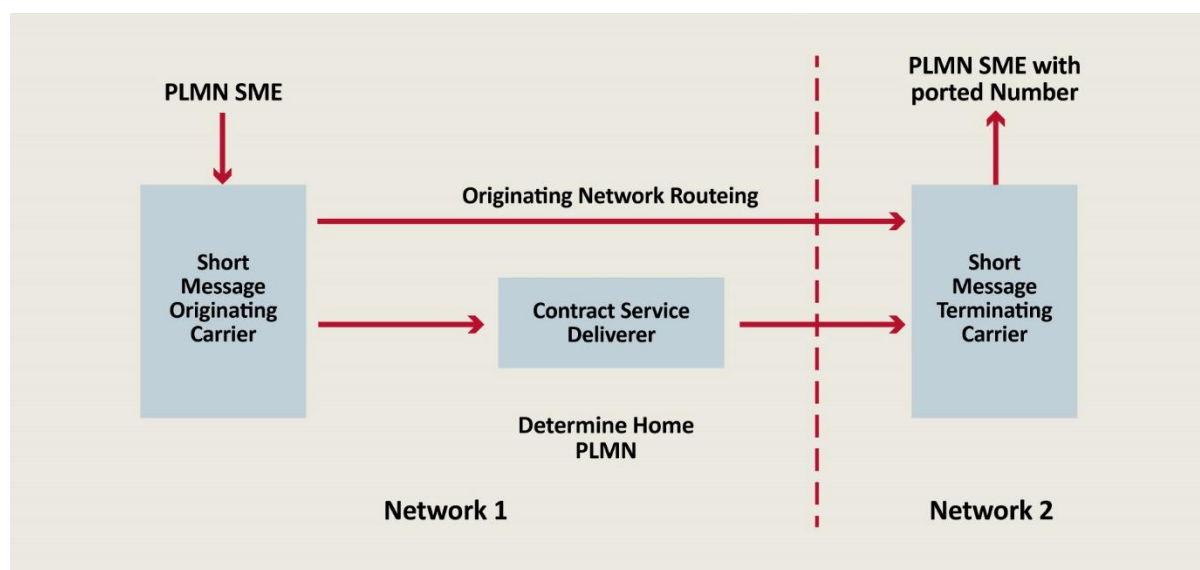 PLMN SME
PLMN SME with
ported Number
Originating Network Routeing
Short
Message
Originating
Carrier
Contract Service
Deliverer
Short
Message
Terminating
Carrier
Determine Home
PLMN
Network 1
Network 2